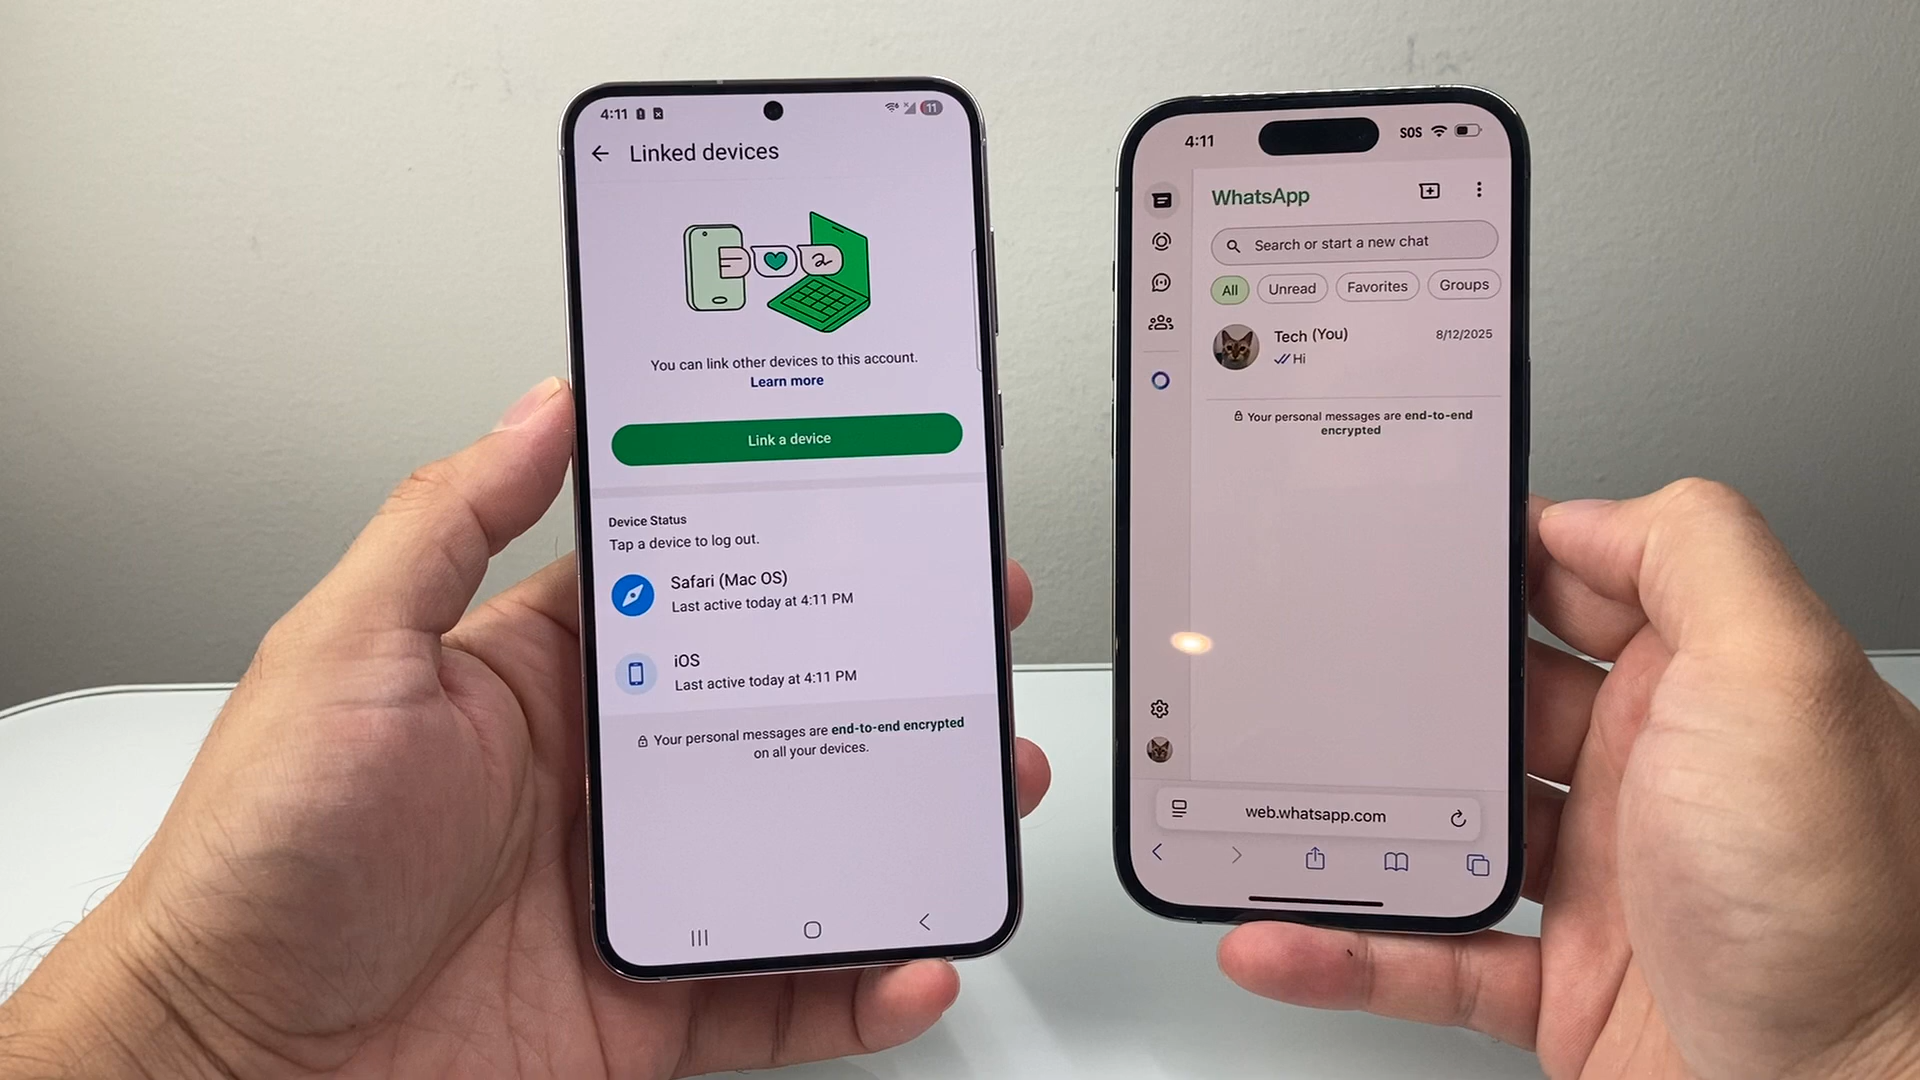 4:11
11
Linked devices
You can link other devices to this account.
Learn more
Link a device
Device Status
Tap a device to log out.
Safari (Mac OS)
Last active today at 4:11 PM
iOS
Last active today at 4:11 PM
Your personal messages are end-to-end encrypted
on all your devices.
4:11
SOS
WhatsApp
Search or start a new chat
All
Unread
Favorites
Groups
Tech (You)
8/12/2025
Hi
Your personal messages are end-to-end
encrypted
web.whatsapp.com